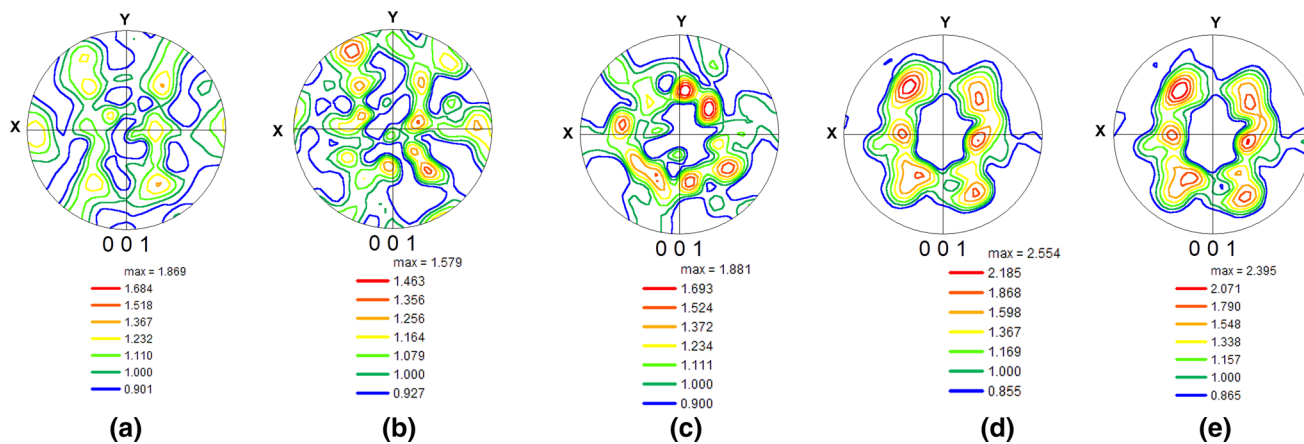 Y
X
0 0 1
max = 1.869
1.684
1.518
1.367
1.232
1.110
1.000
0.901
(a)
Y
X
0 0 1
max = 1.579
1.463
1.356
1.256
1.164
1.079
1.000
0.927
(b)
Y
X
0 0 1
max = 1.881
1.693
1.524
1.372
1.234
1.111
1.000
0.900
(c)
Y
X
0 0 1
max = 2.554
2.185
1.868
1.598
1.367
1.169
1.000
0.855
(d)
Y
X
0 0 1
max = 2.395
2.071
1.790
1.548
1.338
1.157
1.000
0.865
(e)